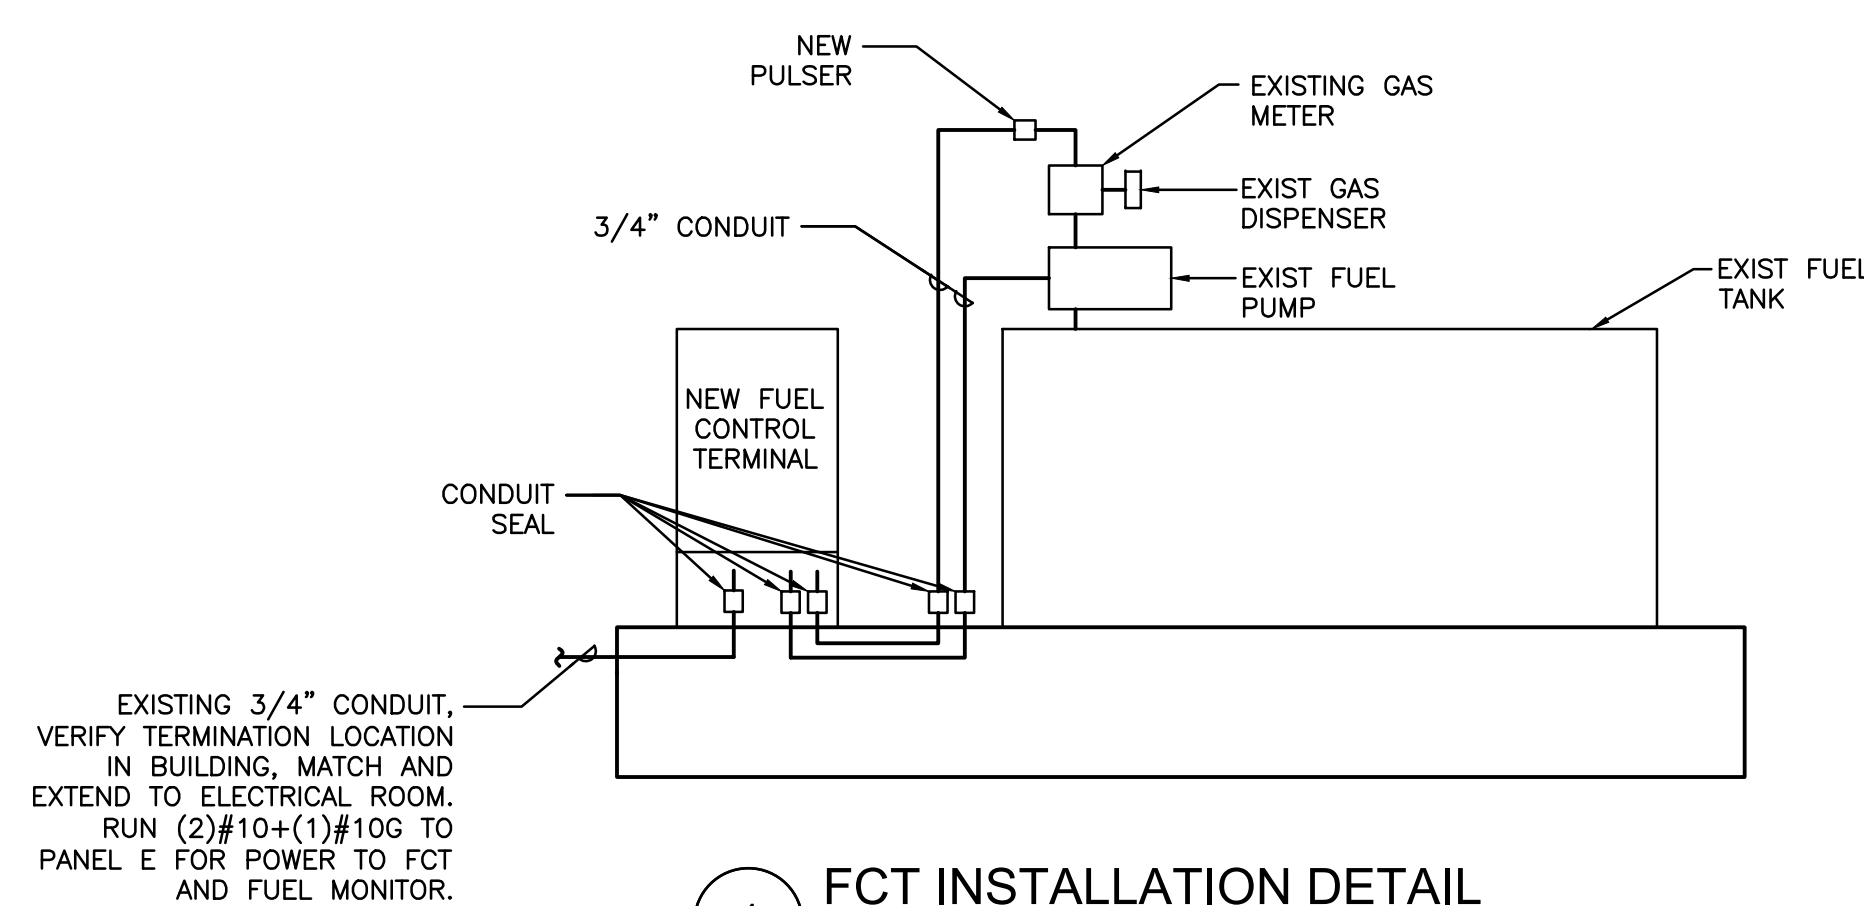 NEW
PULSER
EXISTING GAS
METER
EXIST GAS
DISPENSER
3/4" CONDUIT
EXIST FUEL
PUMP
EXIST FUEL
TANK
NEW FUEL
CONTROL
TERMINAL
CONDUIT
SEAL
EXISTING 3/4" CONDUIT,
VERIFY TERMINATION LOCATION
IN BUILDING, MATCH AND
EXTEND TO ELECTRICAL ROOM.
RUN (2)#10+(1)#10G TO
PANEL E FOR POWER TO FCT
AND FUEL MONITOR.
FCT INSTALLATION DETAIL